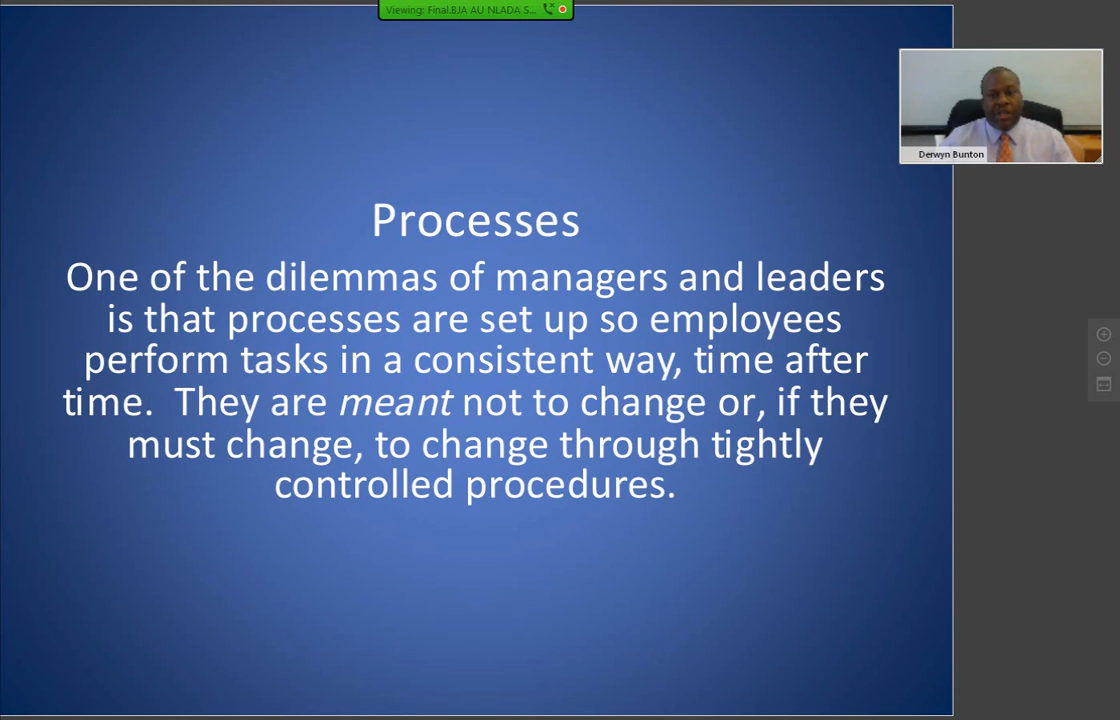 Viewing: Final.BJA AU NLADA S...
Derwyn Bunton
Processes
One of the dilemmas of managers and leaders
is that processes are set up so employees
perform tasks in a consistent way, time after
time.  They are meant not to change or, if they
must change, to change through tightly
controlled procedures.